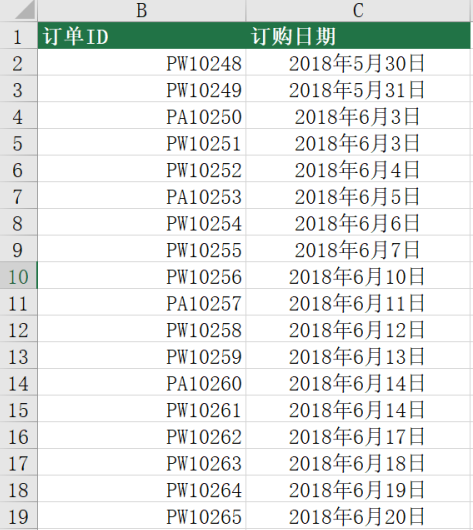 B C
1 订单ID 订购日期
2 PW10248 2018年5月30日
3 PW10249 2018年5月31日
4 PA10250 2018年6月3日
5 PW10251 2018年6月3日
6 PW10252 2018年6月4日
7 PA10253 2018年6月5日
8 PW10254 2018年6月6日
9 PW10255 2018年6月7日
10 PW10256 2018年6月10日
11 PA10257 2018年6月11日
12 PW10258 2018年6月12日
13 PW10259 2018年6月13日
14 PA10260 2018年6月14日
15 PW10261 2018年6月14日
16 PW10262 2018年6月17日
17 PW10263 2018年6月18日
18 PW10264 2018年6月19日
19 PW10265 2018年6月20日